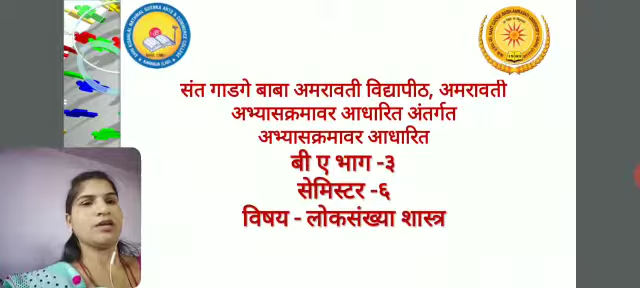 संत गाडगे बाबा अमरावती विद्यापीठ, अमरावती
अभ्यासक्रमावर आधारित अंतर्गत
अभ्यासक्रमावर आधारित
बी ए भाग -३
सेमिस्टर -६
विषय - लोकसंख्या शास्त्र